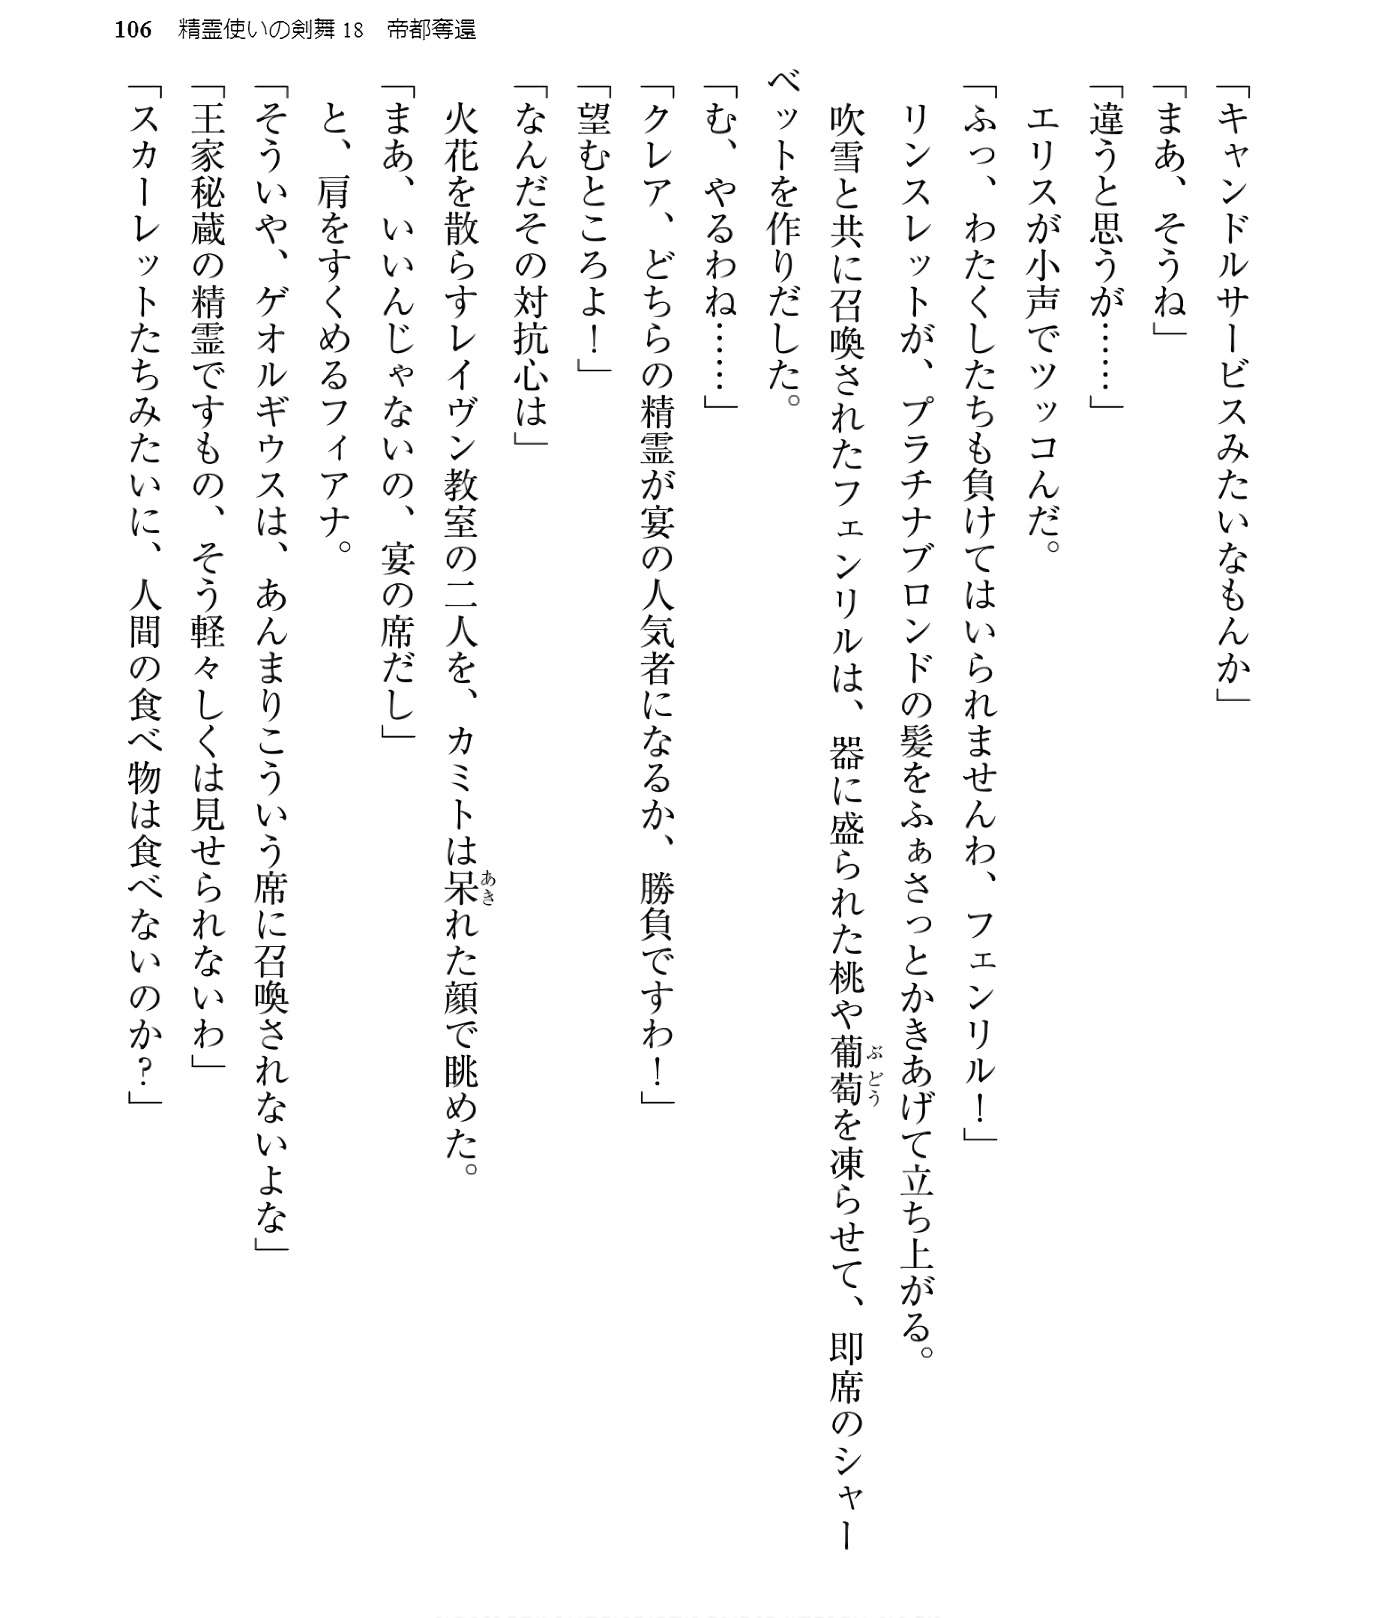 106　精霊使いの剣舞 18　帝都奪還
「キャンドルサービスみたいなもんか」
「まあ、そうね」
「違うと思うが……」
　エリスが小声でツッコんだ。
「ふっ、わたくしたちも負けてはいられませんわ、フェンリル！」
　リンスレットが、プラチナブロンドの髪をふぁさっとかきあげて立ち上がる。
　吹雪と共に召喚されたフェンリルは、器に盛られた桃や葡萄を凍らせて、即席のシャー
ベットを作りだした。
「む、やるわね……」
「クレア、どちらの精霊が宴の人気者になるか、勝負ですわ！」
「望むところよ！」
「なんだその対抗心は」
　火花を散らすレイヴン教室の二人を、カミトは呆れた顔で眺めた。
「まあ、いいんじゃないの、宴の席だし」
　と、肩をすくめるフィアナ。
「そういや、ゲオルギウスは、あんまりこういう席に召喚されないよな」
「王家秘蔵の精霊ですもの、そう軽々しくは見せられないわ」
「スカーレットたちみたいに、人間の食べ物は食べないのか？」